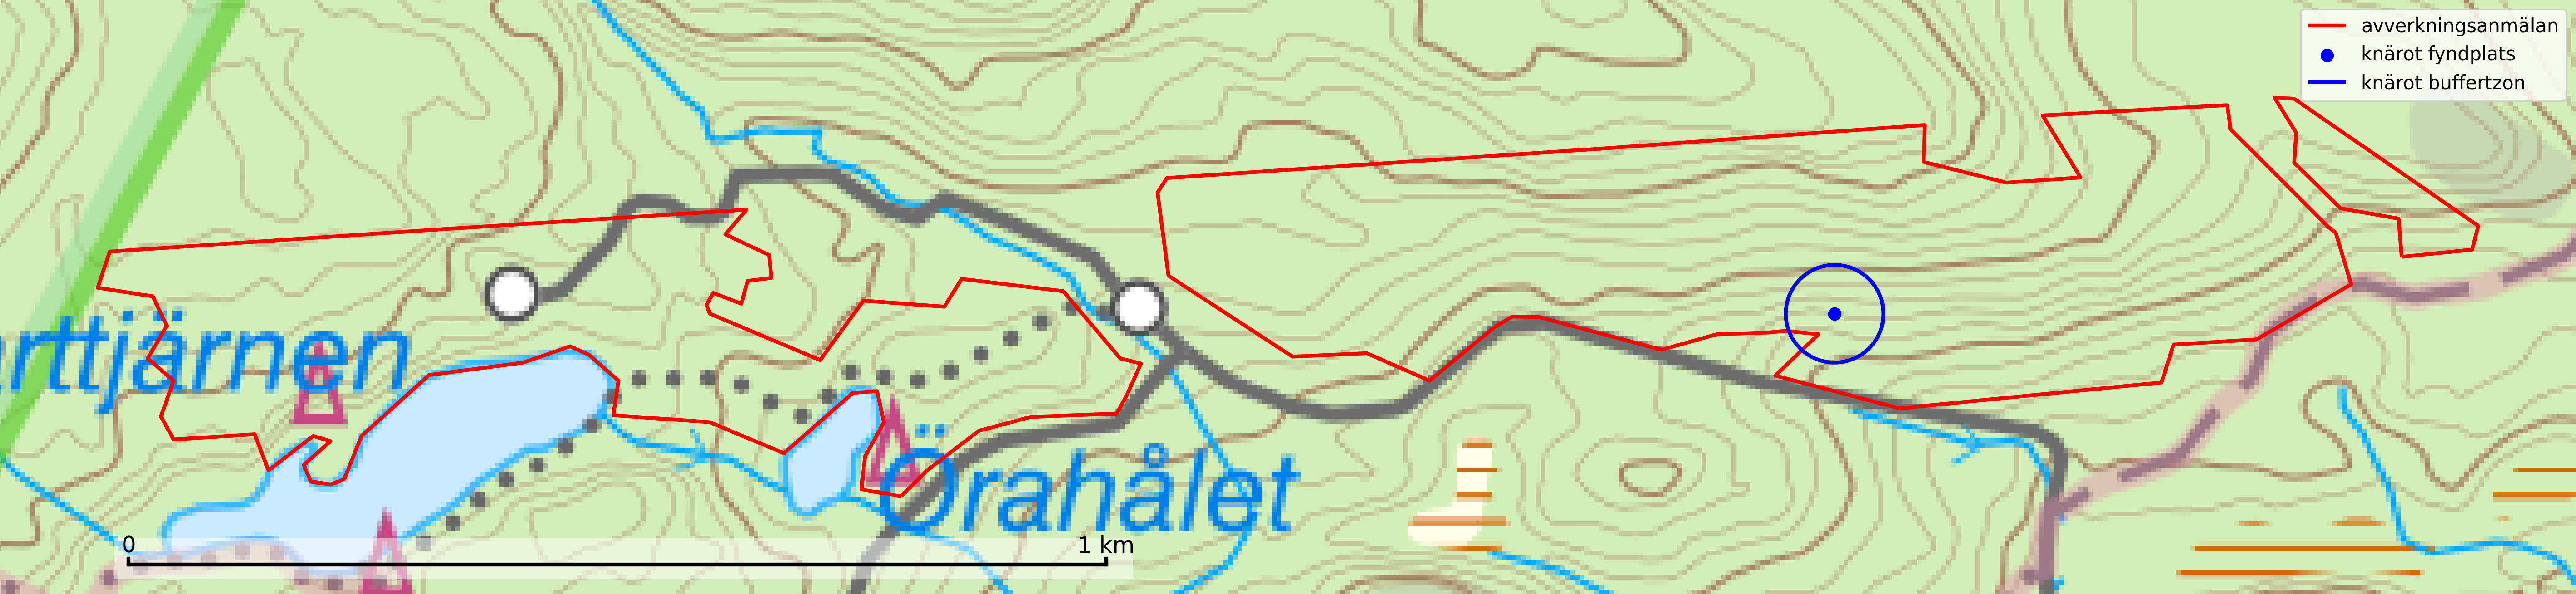 avverkningsanmälan
knärot fyndplats
knärot buffertzon
rttjärnen
Örahålet
0 1 km